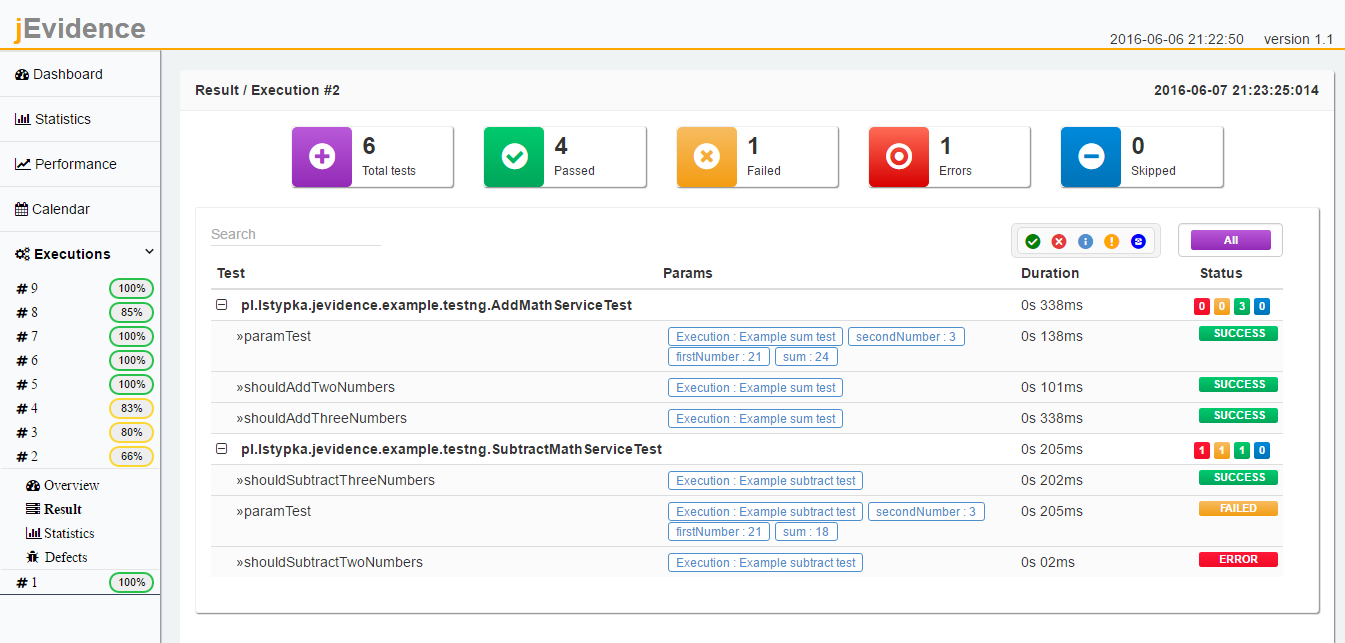 jEvidence
2016-06-06 21:22:50 version 1.1
Dashboard
Statistics
Performance
Calendar
Executions
# 9 100%
# 8 85%
# 7 100%
# 6 100%
# 5 100%
# 4 83%
# 3 80%
# 2 66%
Overview
Result
Statistics
Defects
# 1 100%
Result / Execution #2 2016-06-07 21:23:25:014
6
Total tests
4
Passed
1
Failed
1
Errors
0
Skipped
Search
All
Test Params Duration Status
pl.lstypka.jevidence.example.testng.AddMathServiceTest 0s 338ms 0 0 3 0
»paramTest Execution : Example sum test secondNumber : 3 0s 138ms SUCCESS
firstNumber : 21 sum : 24
»shouldAddTwoNumbers Execution : Example sum test 0s 101ms SUCCESS
»shouldAddThreeNumbers Execution : Example sum test 0s 338ms SUCCESS
pl.lstypka.jevidence.example.testng.SubtractMathServiceTest 0s 205ms 1 1 1 0
»shouldSubtractThreeNumbers Execution : Example subtract test 0s 202ms SUCCESS
»paramTest Execution : Example subtract test secondNumber : 3 0s 205ms FAILED
firstNumber : 21 sum : 18
»shouldSubtractTwoNumbers Execution : Example subtract test 0s 02ms ERROR